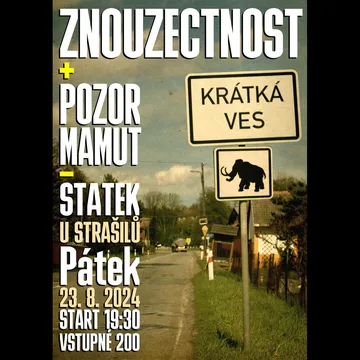 ZNOUZECTNOST
+
POZOR
MAMUT
-
STATEK
U STRAŠILŮ
Pátek
23. 8. 2024
START 19:30
VSTUPNÉ 200
KRÁTKÁ
VES